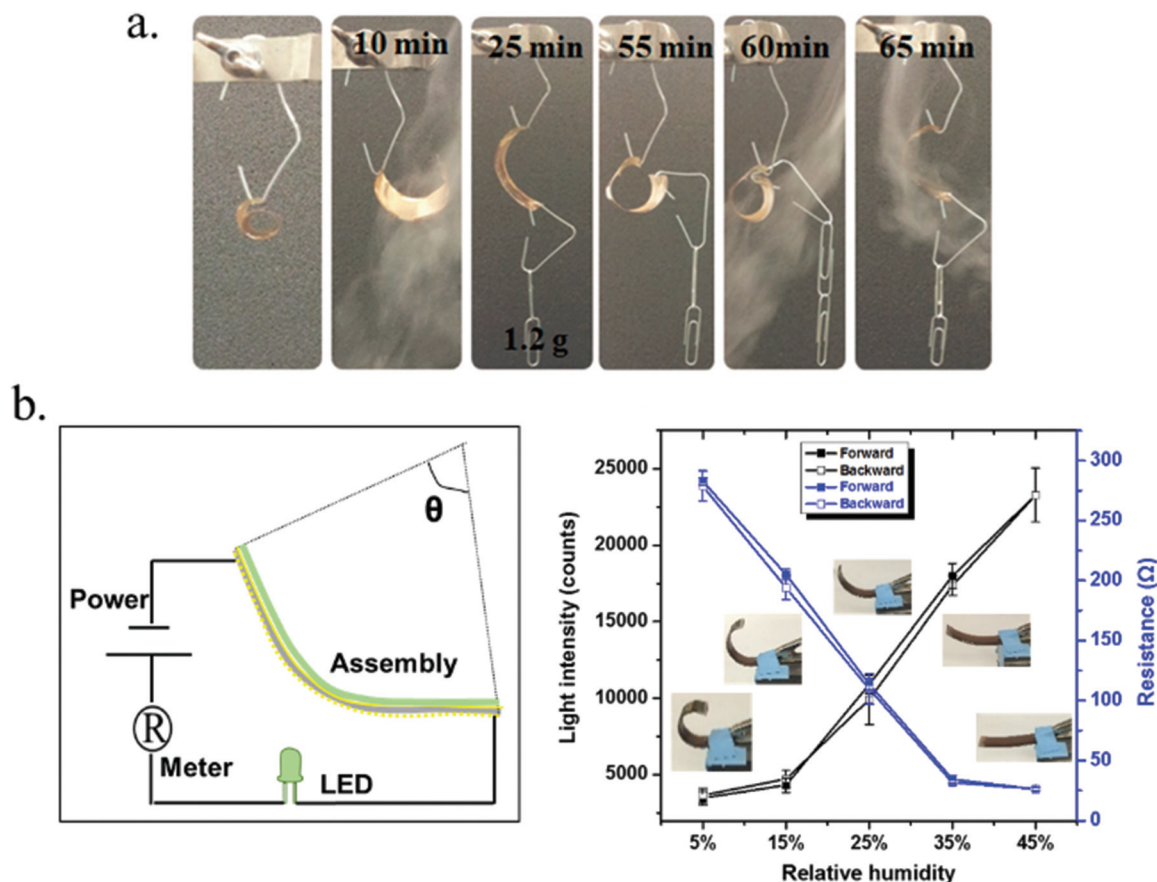 a.
10 min
25 min
55 min
60min
65 min
1.2 g
b.
θ
Power
Assembly
R
Meter
LED
Forward
Backward
Forward
Backward
Light intensity (counts)
25000
20000
15000
10000
5000
Resistance (Ω)
300
250
200
150
100
50
0
5%
15%
25%
35%
45%
Relative humidity